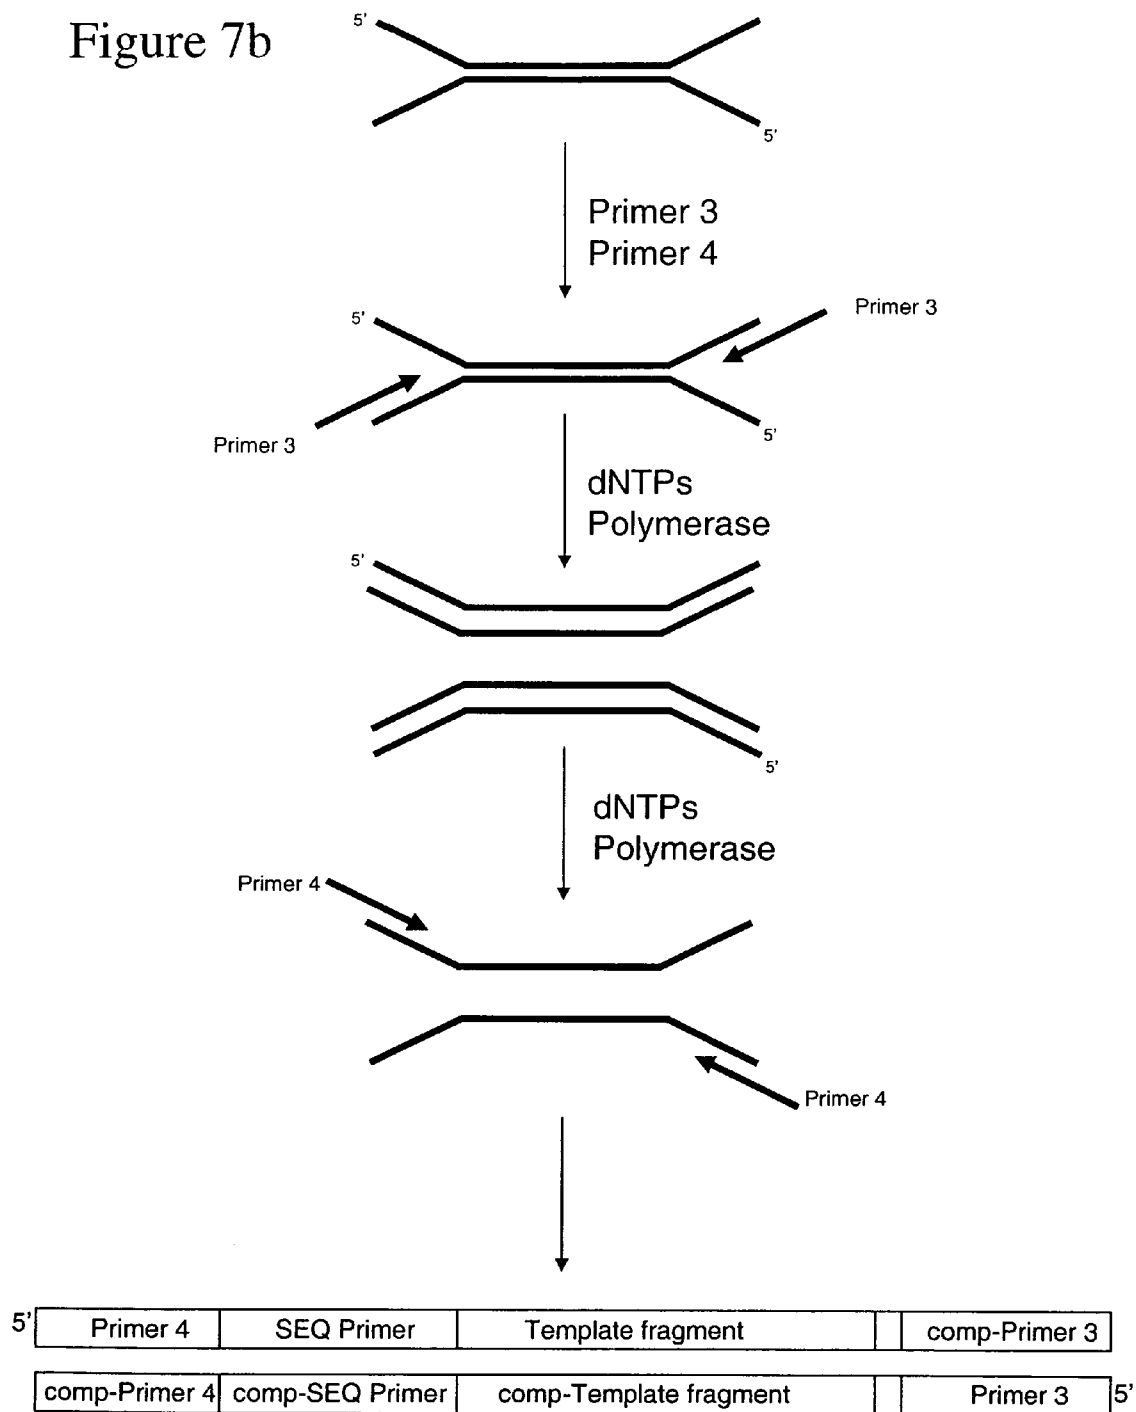 Figure 7b
5'
5'
Primer 3
Primer 4
5'
Primer 3
Primer 3
5'
dNTPs
Polymerase
5'
5'
dNTPs
Polymerase
Primer 4
Primer 4
5' Primer 4 SEQ Primer Template fragment comp-Primer 3
comp-Primer 4 comp-SEQ Primer comp-Template fragment Primer 3 5'